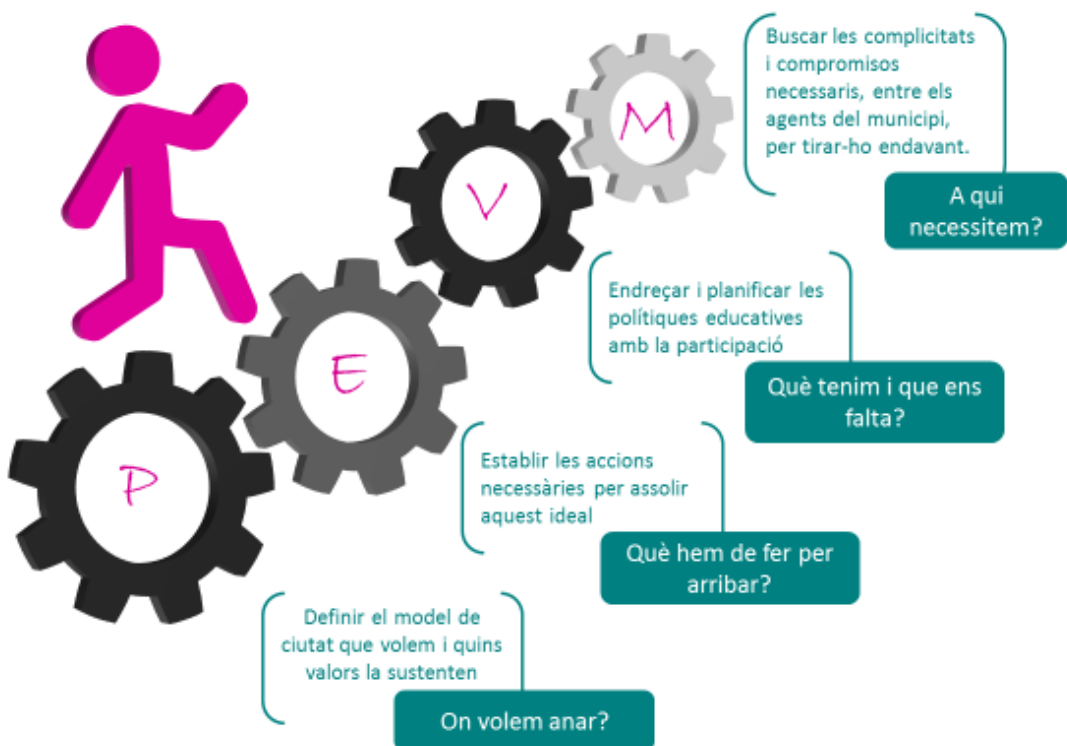 M
Buscar les complicitats
i compromisos
necessaris, entre els
agents del municipi,
per tirar-ho endavant.
A qui
necessitem?
V
Endreçar i planificar les
polítiques educatives
amb la participació
Què tenim i que ens
falta?
E
Establir les accions
necessàries per assolir
aquest ideal
Què hem de fer per
arribar?
P
Definir el model de
ciutat que volem i quins
valors la sustenten
On volem anar?